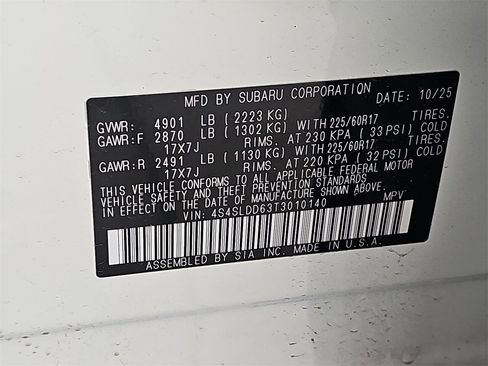 MFD BY SUBARU CORPORATION DATE: 10/25
GVWR: 4901 LB ( 2223 KG)
GAWR:F 2870 LB ( 1302 KG) WITH 225/60R17 TIRES.
17X7J RIMS. AT 230 KPA ( 33 PSI) COLD
GAWR:R 2491 LB ( 1130 KG) WITH 225/60R17 TIRES.
17X7J RIMS. AT 220 KPA ( 32 PSI) COLD
THIS VEHICLE CONFORMS TO ALL APPLICABLE FEDERAL MOTOR
VEHICLE SAFETY, BUMPER, AND THEFT PREVENTION STANDARDS
IN EFFECT ON THE DATE OF MANUFACTURE SHOWN ABOVE.
VIN: 4S4SLDD63T3010140 MPV
ASSEMBLED BY SIA INC. MADE IN U.S.A.